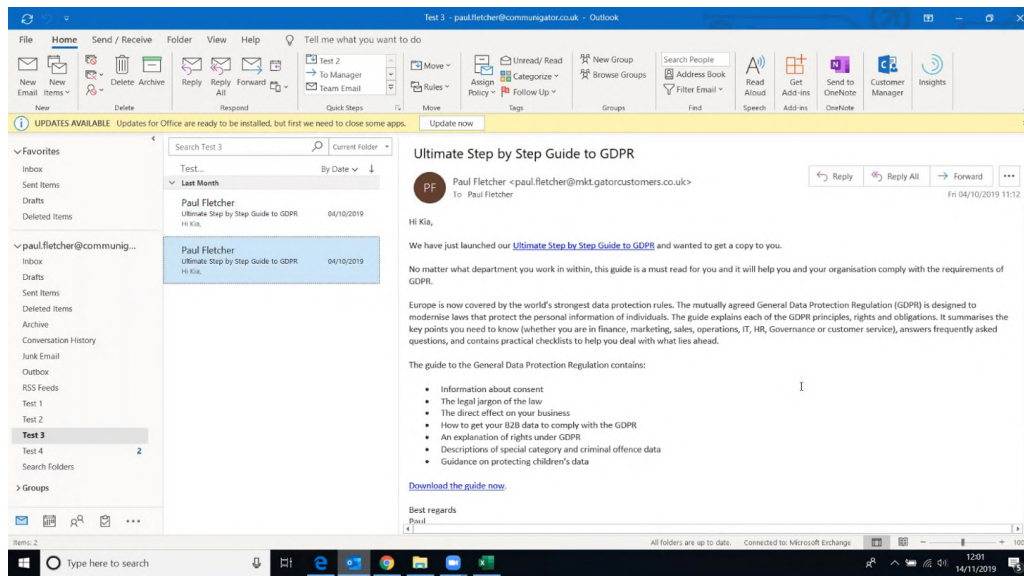 Test 3 - paul.fletcher@communigator.co.uk - Outlook
File Home Send / Receive Folder View Help Tell me what you want to do
New Email
New Items
Delete Archive
Reply
Reply All
Forward
Test 2
To Manager
Team Email
Move
Rules
Assign Policy
Unread/ Read
Categorize
Follow Up
New Group
Browse Groups
Search People
Address Book
Filter Email
Read Aloud
Get Add-ins
Send to OneNote
Customer Manager
Insights
New Delete Respond Quick Steps Move Tags Groups Find Speech Add-ins OneNote
UPDATES AVAILABLE Updates for Office are ready to be installed, but first we need to close some apps. Update now
Favorites
Inbox
Sent Items
Drafts
Deleted Items
paul.fletcher@communig...
Inbox
Drafts
Sent Items
Deleted Items
Archive
Conversation History
Junk Email
Outbox
RSS Feeds
Test 1
Test 2
Test 3
Test 4 2
Search Folders
Groups
Search Test 3 Current Folder
Test... By Date
Last Month
Paul Fletcher
Ultimate Step by Step Guide to GDPR 04/10/2019
Hi Kia,
Paul Fletcher
Ultimate Step by Step Guide to GDPR 04/10/2019
Hi Kia,
Ultimate Step by Step Guide to GDPR
PF
Paul Fletcher <paul.fletcher@mkt.gatorcustomers.co.uk>
To Paul Fletcher
Reply Reply All Forward ...
Fri 04/10/2019 11:12
Hi Kia,
We have just launched our Ultimate Step by Step Guide to GDPR and wanted to get a copy to you.
No matter what department you work in within, this guide is a must read for you and it will help you and your organisation comply with the requirements of
GDPR.
Europe is now covered by the world's strongest data protection rules. The mutually agreed General Data Protection Regulation (GDPR) is designed to
modernise laws that protect the personal information of individuals. The guide explains each of the GDPR principles, rights and obligations. It summarises the
key points you need to know (whether you are in finance, marketing, sales, operations, IT, HR, Governance or customer service), answers frequently asked
questions, and contains practical checklists to help you deal with what lies ahead.
The guide to the General Data Protection Regulation contains:
• Information about consent
• The legal jargon of the law
• The direct effect on your business
• How to get your B2B data to comply with the GDPR
• An explanation of rights under GDPR
• Descriptions of special category and criminal offence data
• Guidance on protecting children's data
Download the guide now.
Best regards
Paul
Items: 2
All folders are up to date. Connected to: Microsoft Exchange
100
Type here to search
12:01
14/11/2019
5